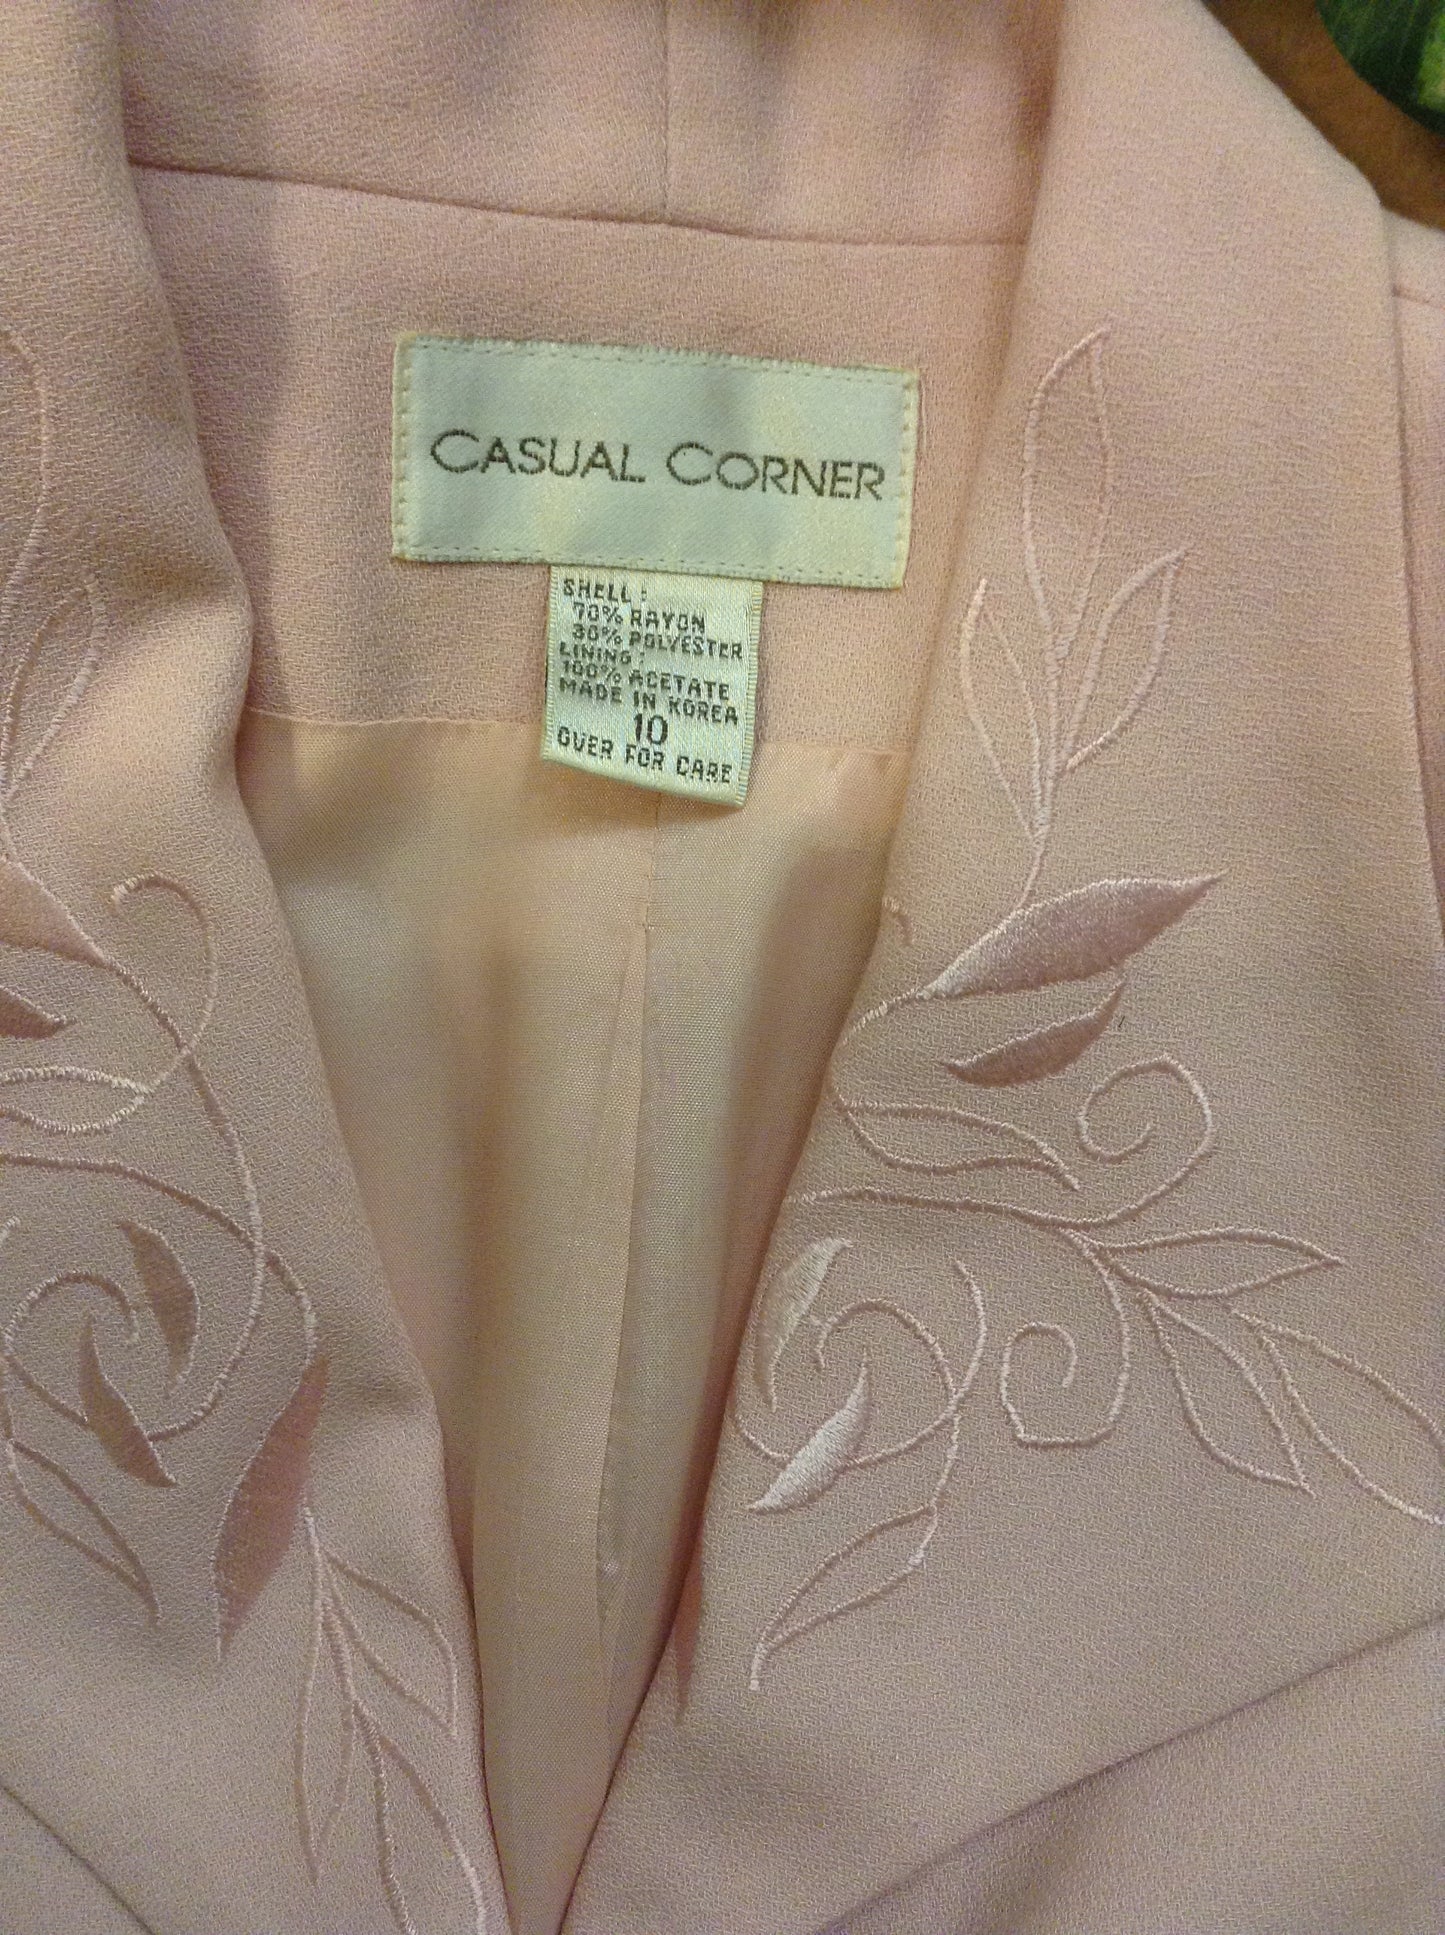 CASUAL CORNER
SHELL:
70% RAYON
30% POLYESTER
LINING:
100% ACETATE
MADE IN KOREA
10
OVER FOR CARE